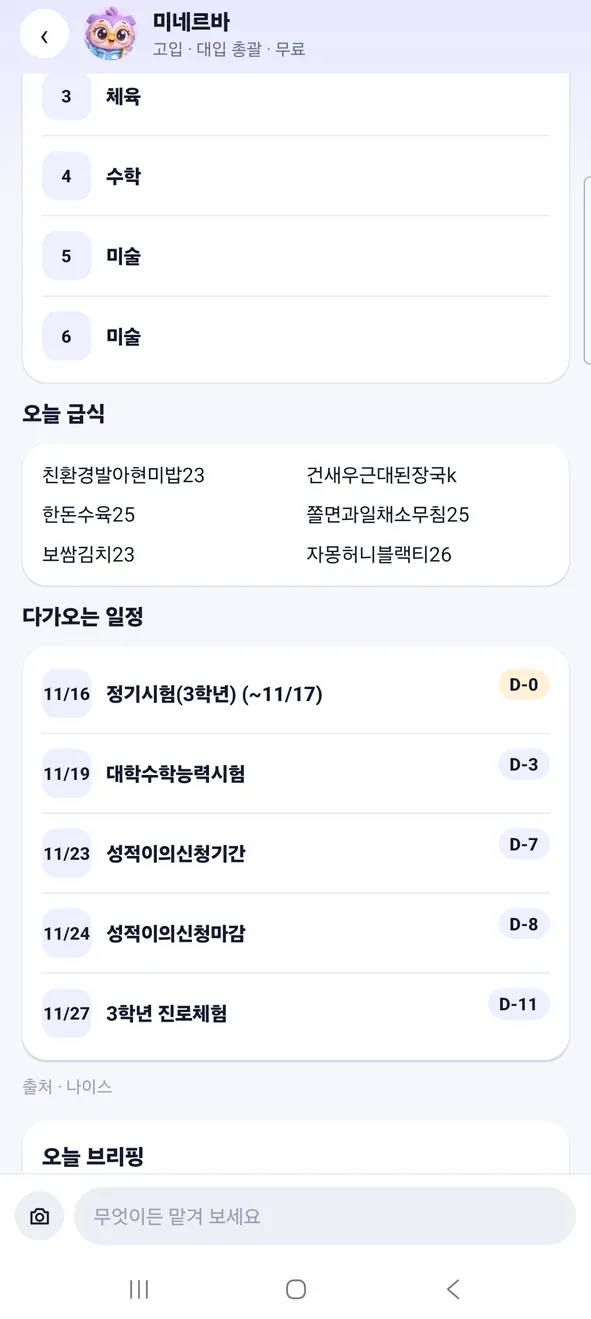 미네르바
고입 · 대입 총괄 · 무료
3 체육
4 수학
5 미술
6 미술
오늘 급식
친환경발아현미밥23 건새우근대된장국k
한돈수육25 쫄면과일채소무침25
보쌈김치23 자몽허니블랙티26
다가오는 일정
11/16 정기시험(3학년) (~11/17) D-0
11/19 대학수학능력시험 D-3
11/23 성적이의신청기간 D-7
11/24 성적이의신청마감 D-8
11/27 3학년 진로체험 D-11
출처 · 나이스
오늘 브리핑
무엇이든 맡겨 보세요